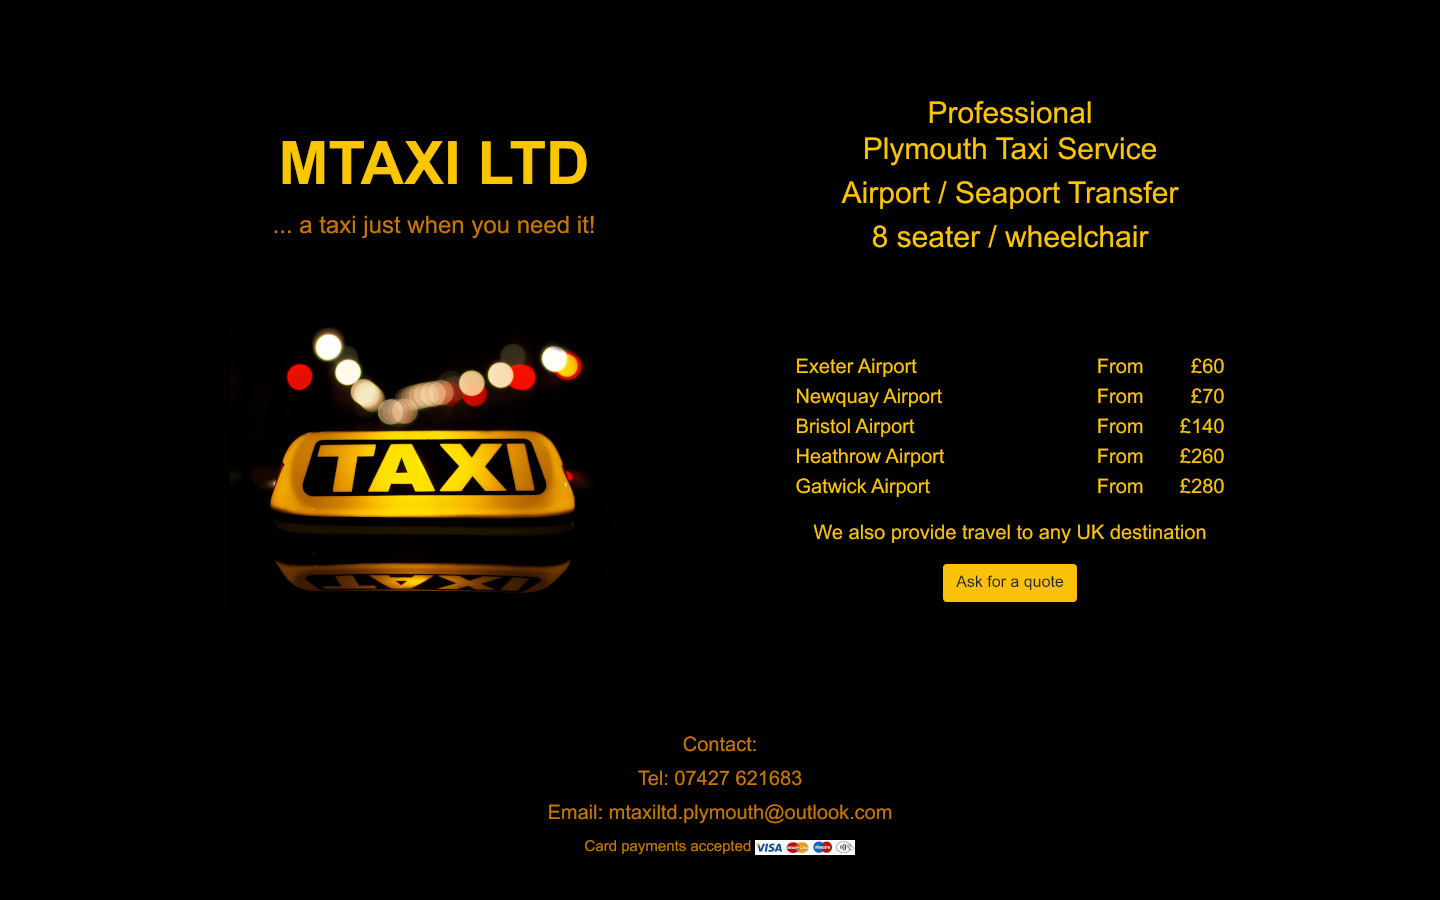 MTAXI LTD
... a taxi just when you need it!
TAXI
Professional
Plymouth Taxi Service
Airport / Seaport Transfer
8 seater / wheelchair
Exeter Airport From £60
Newquay Airport From £70
Bristol Airport From £140
Heathrow Airport From £260
Gatwick Airport From £280
We also provide travel to any UK destination
Ask for a quote
Contact:
Tel: 07427 621683
Email: mtaxiltd.plymouth@outlook.com
Card payments accepted VISA MasterCard Maestro